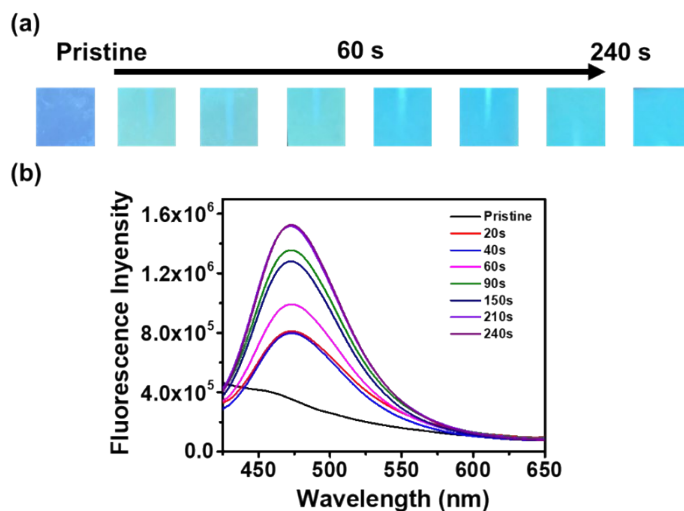 (a)
Pristine 60 s 240 s
(b)
Fluorescence Inyensity
1.6x10⁶
1.2x10⁶
8.0x10⁵
4.0x10⁵
0.0
Pristine
20s
40s
60s
90s
150s
210s
240s
450 500 550 600 650
Wavelength (nm)